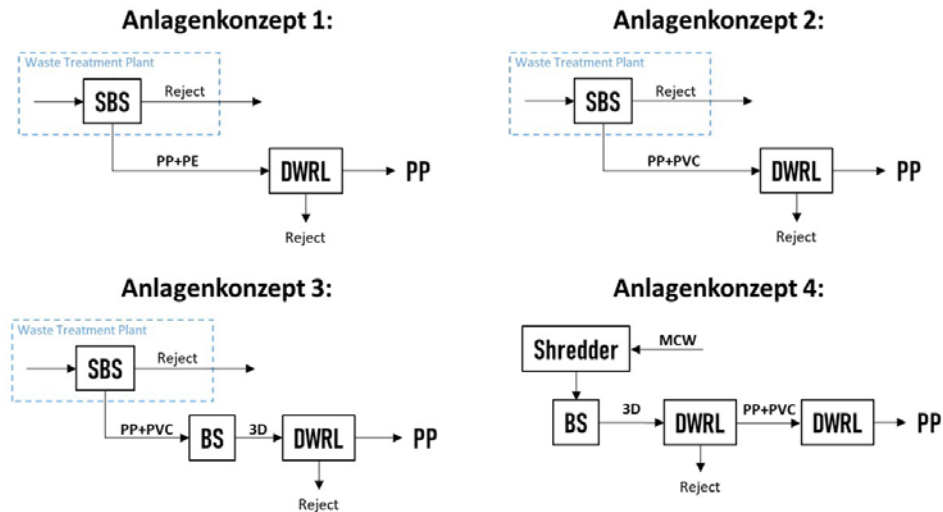 Anlagenkonzept 1:
Waste Treatment Plant
SBS
Reject
PP+PE
DWRL
PP
Reject
Anlagenkonzept 2:
Waste Treatment Plant
SBS
Reject
PP+PVC
DWRL
PP
Reject
Anlagenkonzept 3:
Waste Treatment Plant
SBS
Reject
PP+PVC
BS
3D
DWRL
PP
Reject
Anlagenkonzept 4:
Shredder
MCW
BS
3D
DWRL
PP+PVC
DWRL
PP
Reject